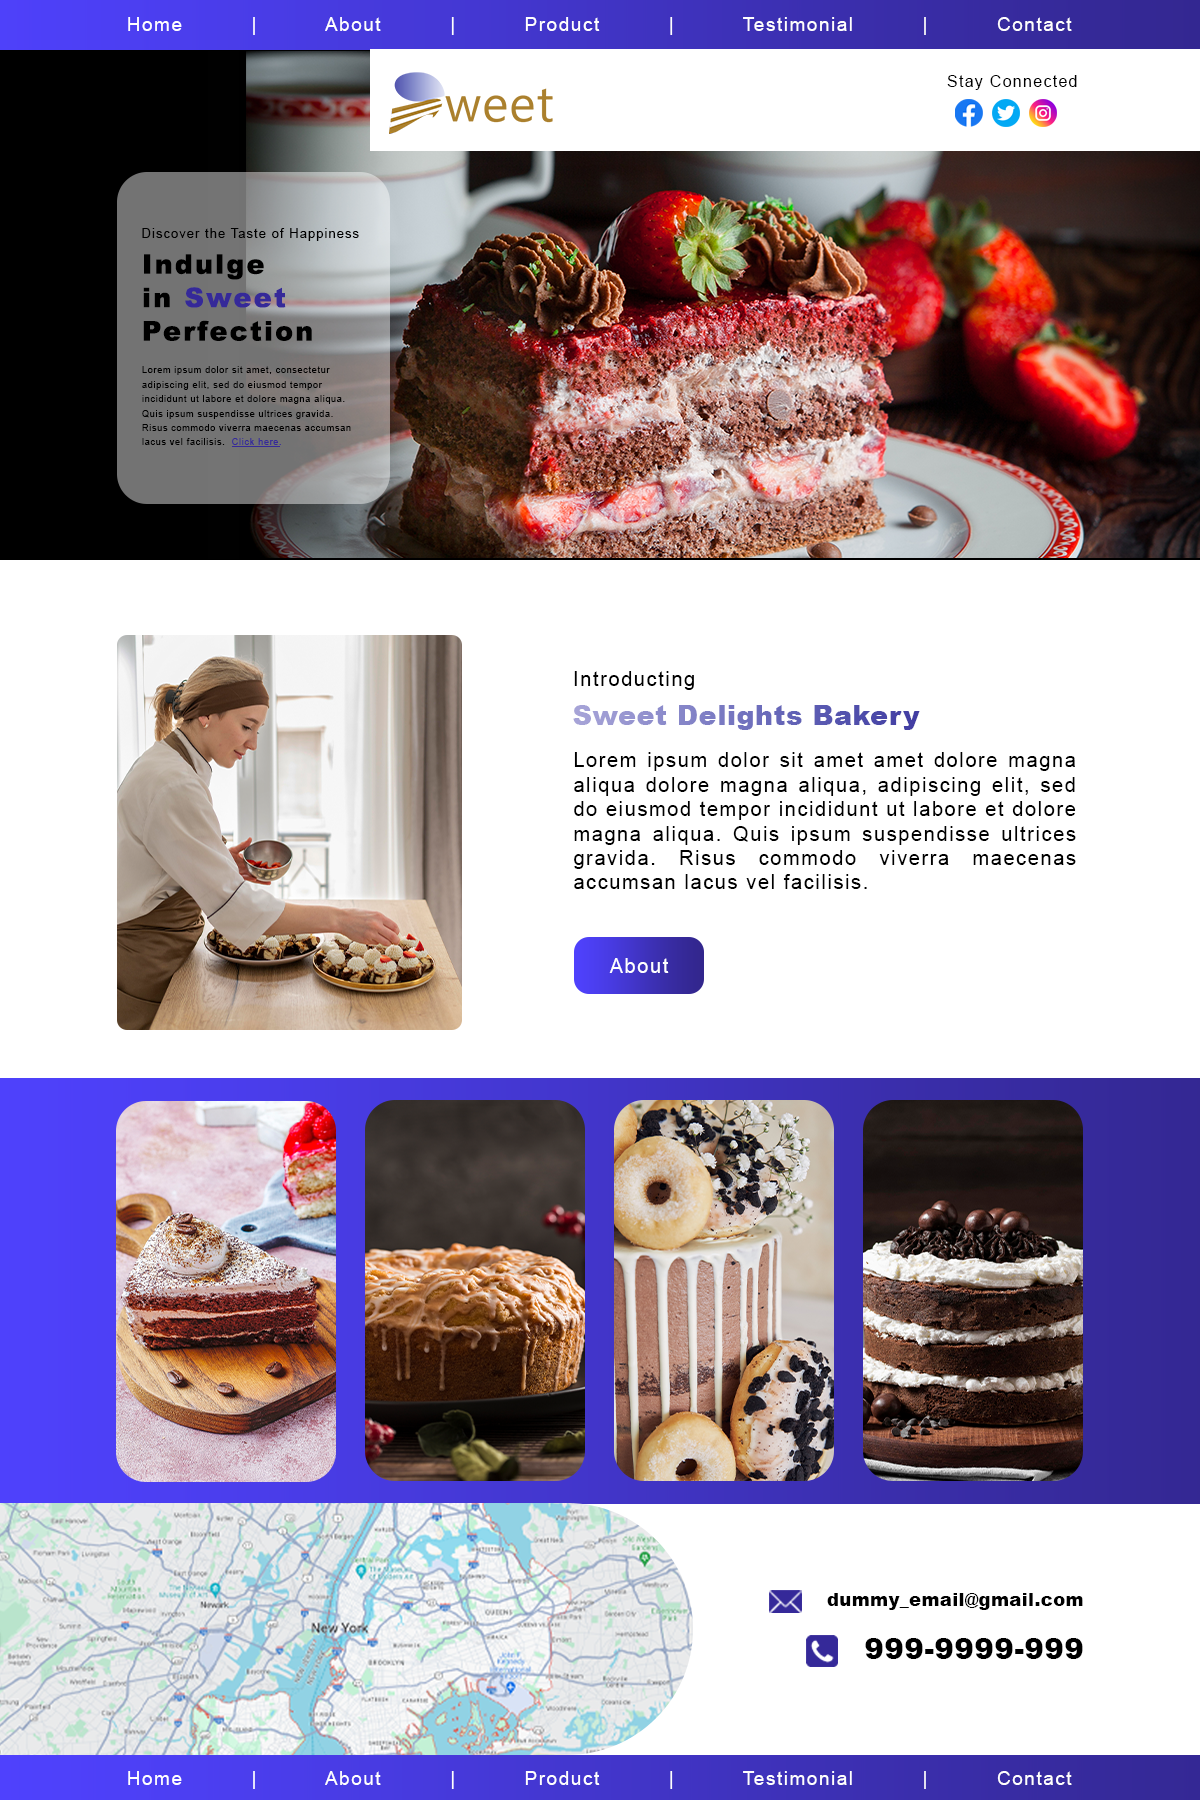 Home | About | Product | Testimonial | Contact
Sweet
Stay Connected
Discover the Taste of Happiness
Indulge
in Sweet
Perfection
Lorem ipsum dolor sit amet, consectetur
adipiscing elit, sed do eiusmod tempor
incididunt ut labore et dolore magna aliqua.
Quis ipsum suspendisse ultrices gravida.
Risus commodo viverra maecenas accumsan
lacus vel facilisis. Click here.
Introducting
Sweet Delights Bakery
Lorem ipsum dolor sit amet amet dolore magna
aliqua dolore magna aliqua, adipiscing elit, sed
do eiusmod tempor incididunt ut labore et dolore
magna aliqua. Quis ipsum suspendisse ultrices
gravida. Risus commodo viverra maecenas
accumsan lacus vel facilisis.
About
Newark
New York
BROOKLYN
QUEENS
dummy_email@gmail.com
999-9999-999
Home | About | Product | Testimonial | Contact